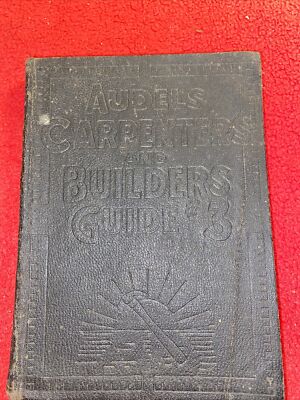 AUDELS
CARPENTERS
AND
BUILDERS
GUIDE #3